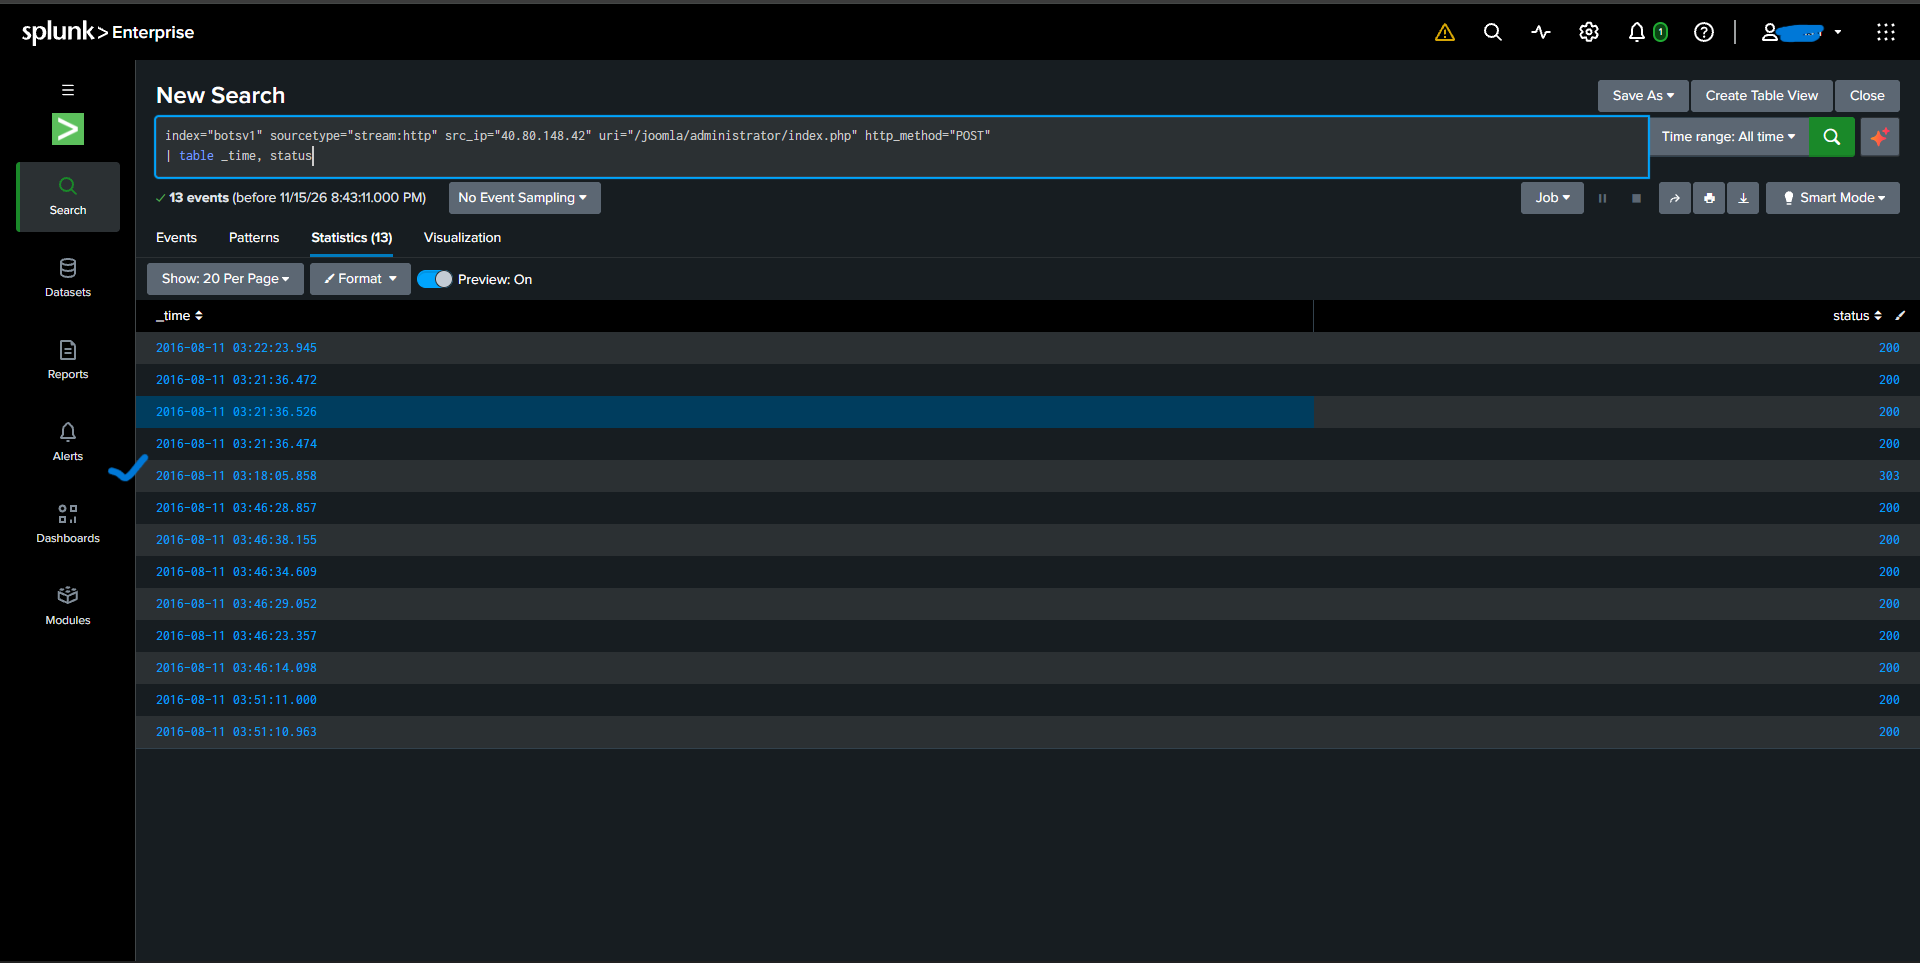 splunk> Enterprise
1
New Search
Save As
Create Table View
Close
index="botsv1" sourcetype="stream:http" src_ip="40.80.148.42" uri="/joomla/administrator/index.php" http_method="POST"
| table _time, status
Time range: All time
13 events (before 11/15/26 8:43:11.000 PM)
No Event Sampling
Job
Smart Mode
Search
Datasets
Reports
Alerts
Dashboards
Modules
Events
Patterns
Statistics (13)
Visualization
Show: 20 Per Page
Format
Preview: On
_time
status
2016-08-11 03:22:23.945 200
2016-08-11 03:21:36.472 200
2016-08-11 03:21:36.526 200
2016-08-11 03:21:36.474 200
2016-08-11 03:18:05.858 303
2016-08-11 03:46:28.857 200
2016-08-11 03:46:38.155 200
2016-08-11 03:46:34.609 200
2016-08-11 03:46:29.052 200
2016-08-11 03:46:23.357 200
2016-08-11 03:46:14.098 200
2016-08-11 03:51:11.000 200
2016-08-11 03:51:10.963 200